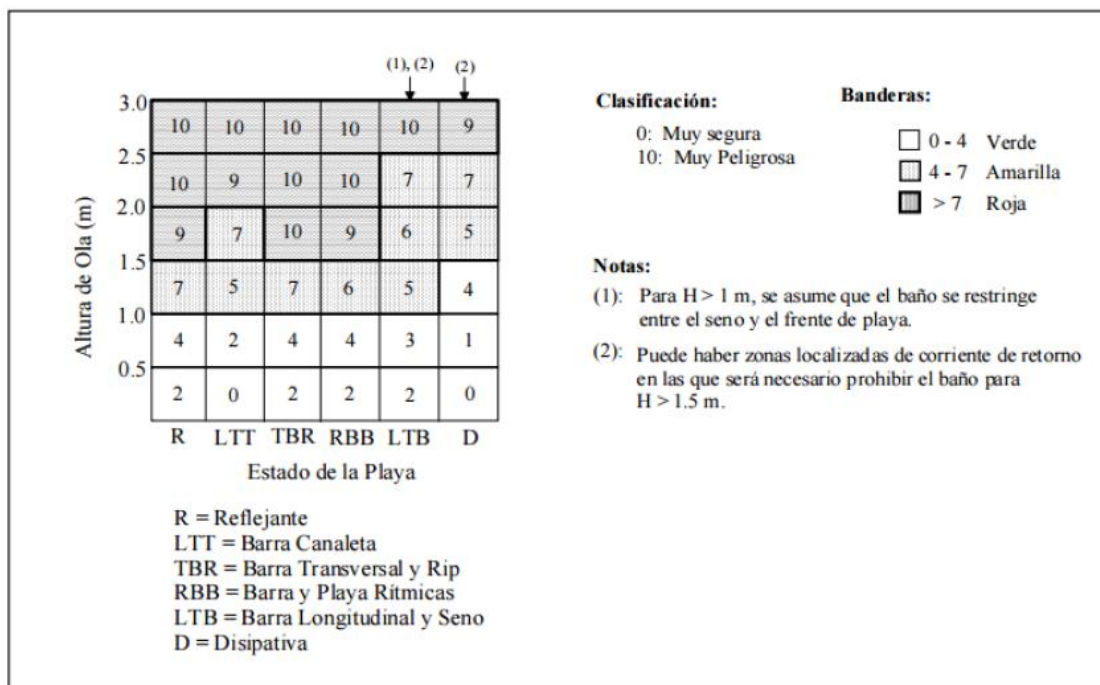 (1), (2) (2)
3.0
10 10 10 10 10 9
2.5
10 9 10 10 7 7
2.0
9 7 10 9 6 5
1.5
7 5 7 6 5 4
1.0
4 2 4 4 3 1
0.5
2 0 2 2 2 0
Altura de Ola (m)
R LTT TBR RBB LTB D
Estado de la Playa
R = Reflejante
LTT = Barra Canaleta
TBR = Barra Transversal y Rip
RBB = Barra y Playa Rítmicas
LTB = Barra Longitudinal y Seno
D = Disipativa
Clasificación:
0: Muy segura
10: Muy Peligrosa
Banderas:
0 - 4 Verde
4 - 7 Amarilla
> 7 Roja
Notas:
(1): Para H > 1 m, se asume que el baño se restringe
entre el seno y el frente de playa.
(2): Puede haber zonas localizadas de corriente de retorno
en las que será necesario prohibir el baño para
H > 1.5 m.